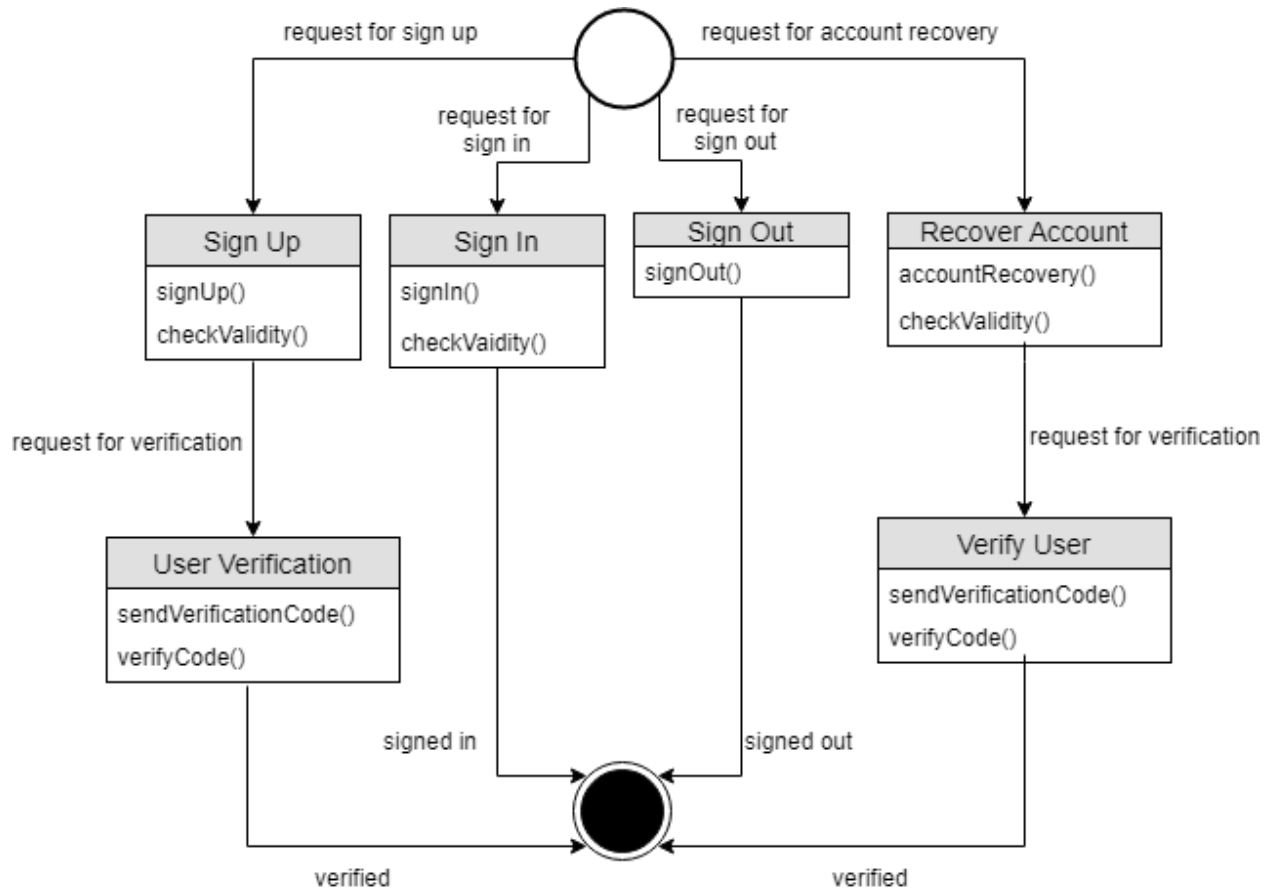 request for sign up
request for account recovery
request for
sign in
request for
sign out
Sign Up
signUp()
checkValidity()
Sign In
signIn()
checkVaidity()
Sign Out
signOut()
Recover Account
accountRecovery()
checkValidity()
request for verification
request for verification
User Verification
sendVerificationCode()
verifyCode()
Verify User
sendVerificationCode()
verifyCode()
signed in
signed out
verified
verified